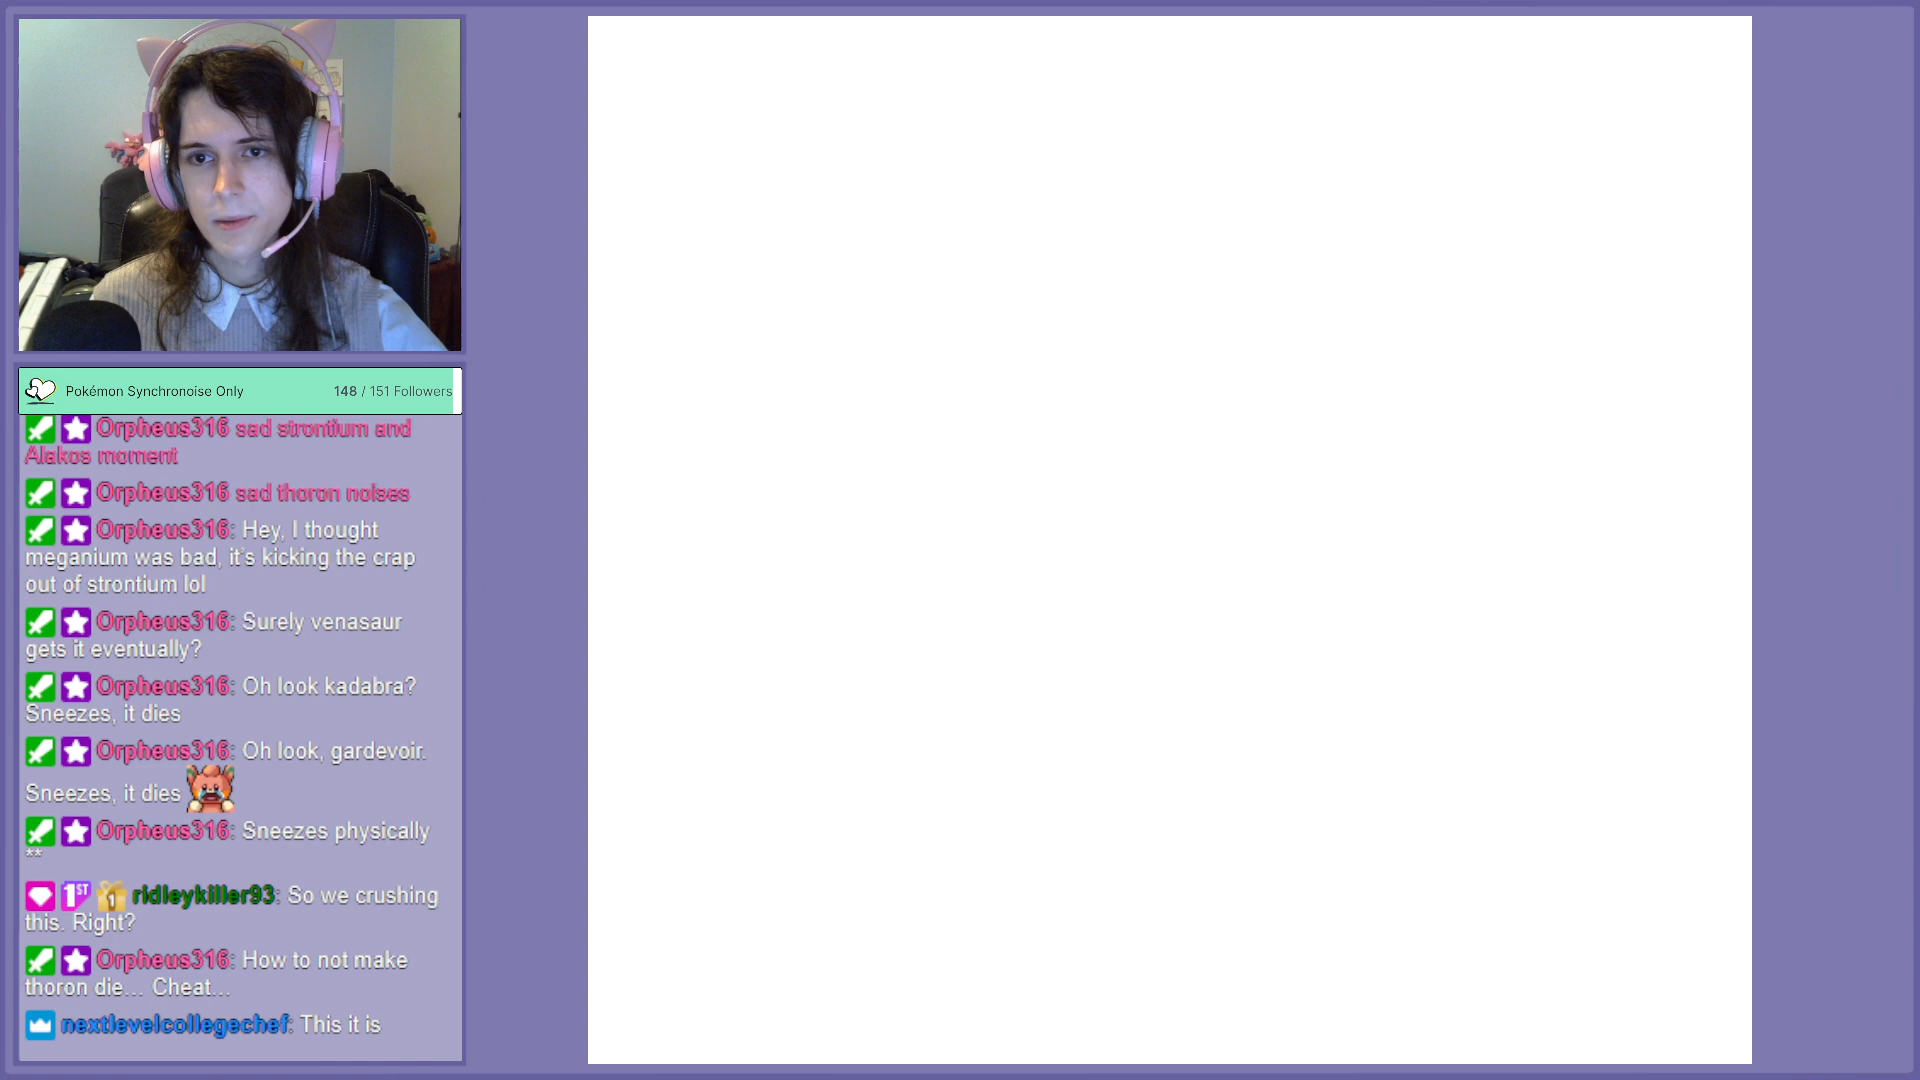 Pokémon Synchronoise Only 148 / 151 Followers
Orpheus316 sad strontium and
Alakos moment
Orpheus316 sad thoron noises
Orpheus316: Hey, I thought
meganium was bad, it's kicking the crap
out of strontium lol
Orpheus316: Surely venasaur
gets it eventually?
Orpheus316: Oh look kadabra?
Sneezes, it dies
Orpheus316: Oh look, gardevoir.
Sneezes, it dies
Orpheus316: Sneezes physically
**
1ST 1 ridleykiller93: So we crushing
this. Right?
Orpheus316: How to not make
thoron die... Cheat...
nextlevelcollegechef: This it is